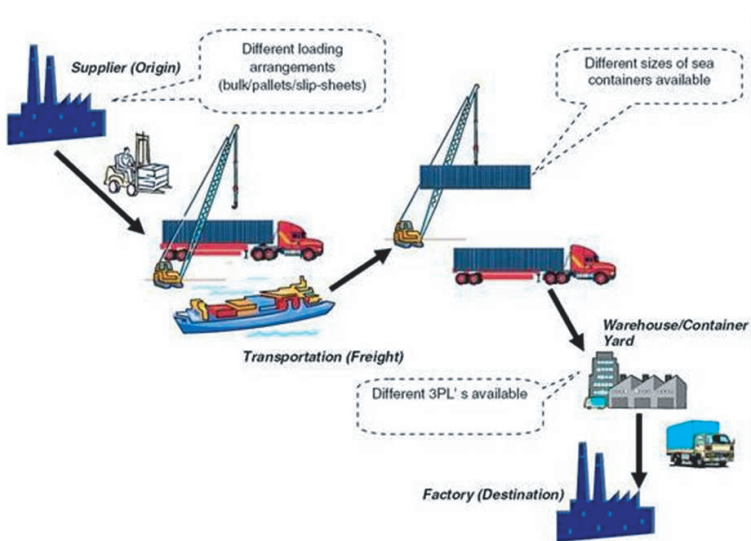 Supplier (Origin)
Different loading
arrangements
(bulk/pallets/slip-sheets)
Different sizes of sea
containers available
Transportation (Freight)
Warehouse/Container
Yard
Different 3PL' s available
Factory (Destination)